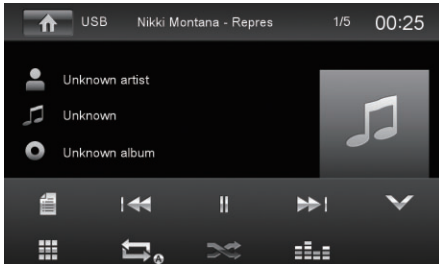 USB Nikki Montana - Repres 1/5 00:25
Unknown artist
Unknown
Unknown album
A